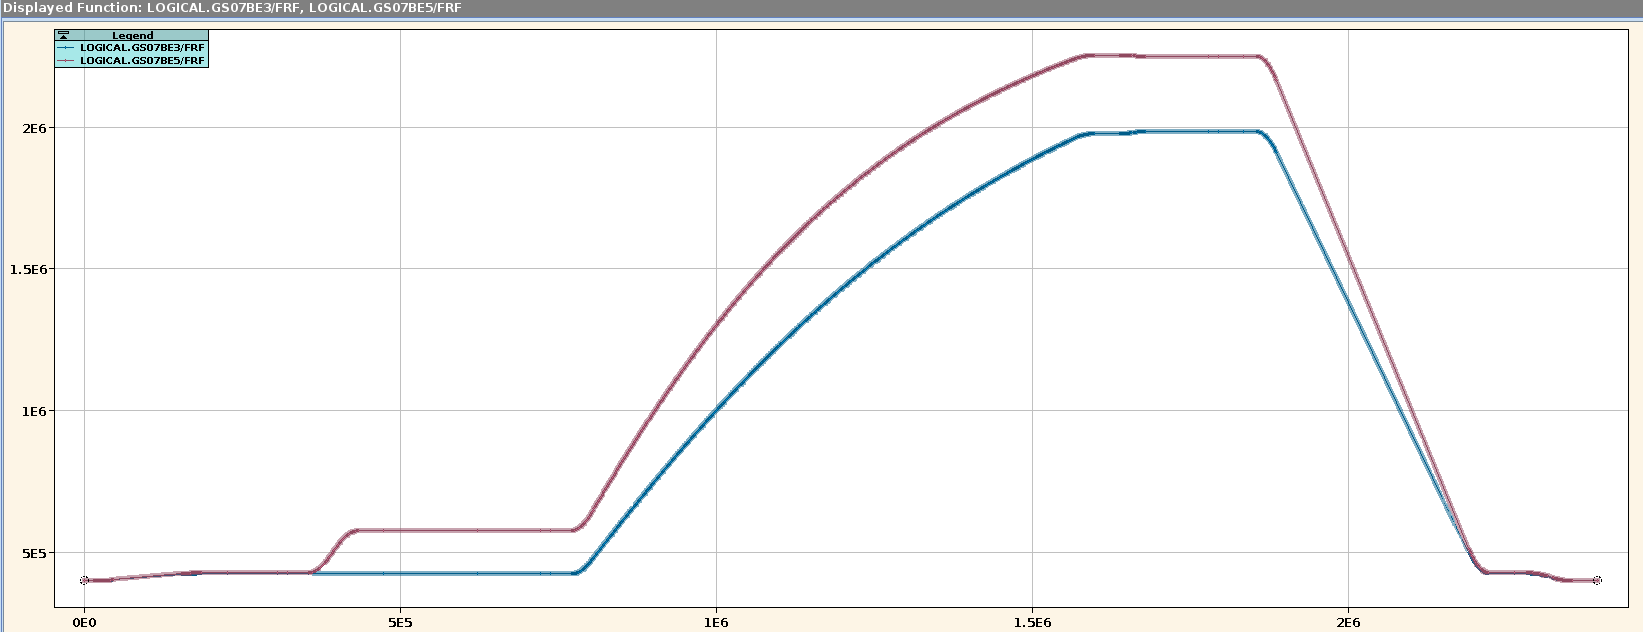 Displayed Function: LOGICAL.GS07BE3/FRF, LOGICAL.GS07BE5/FRF
Legend
LOGICAL.GS07BE3/FRF
LOGICAL.GS07BE5/FRF
2E6
1.5E6
1E6
5E5
0E0 5E5 1E6 1.5E6 2E6